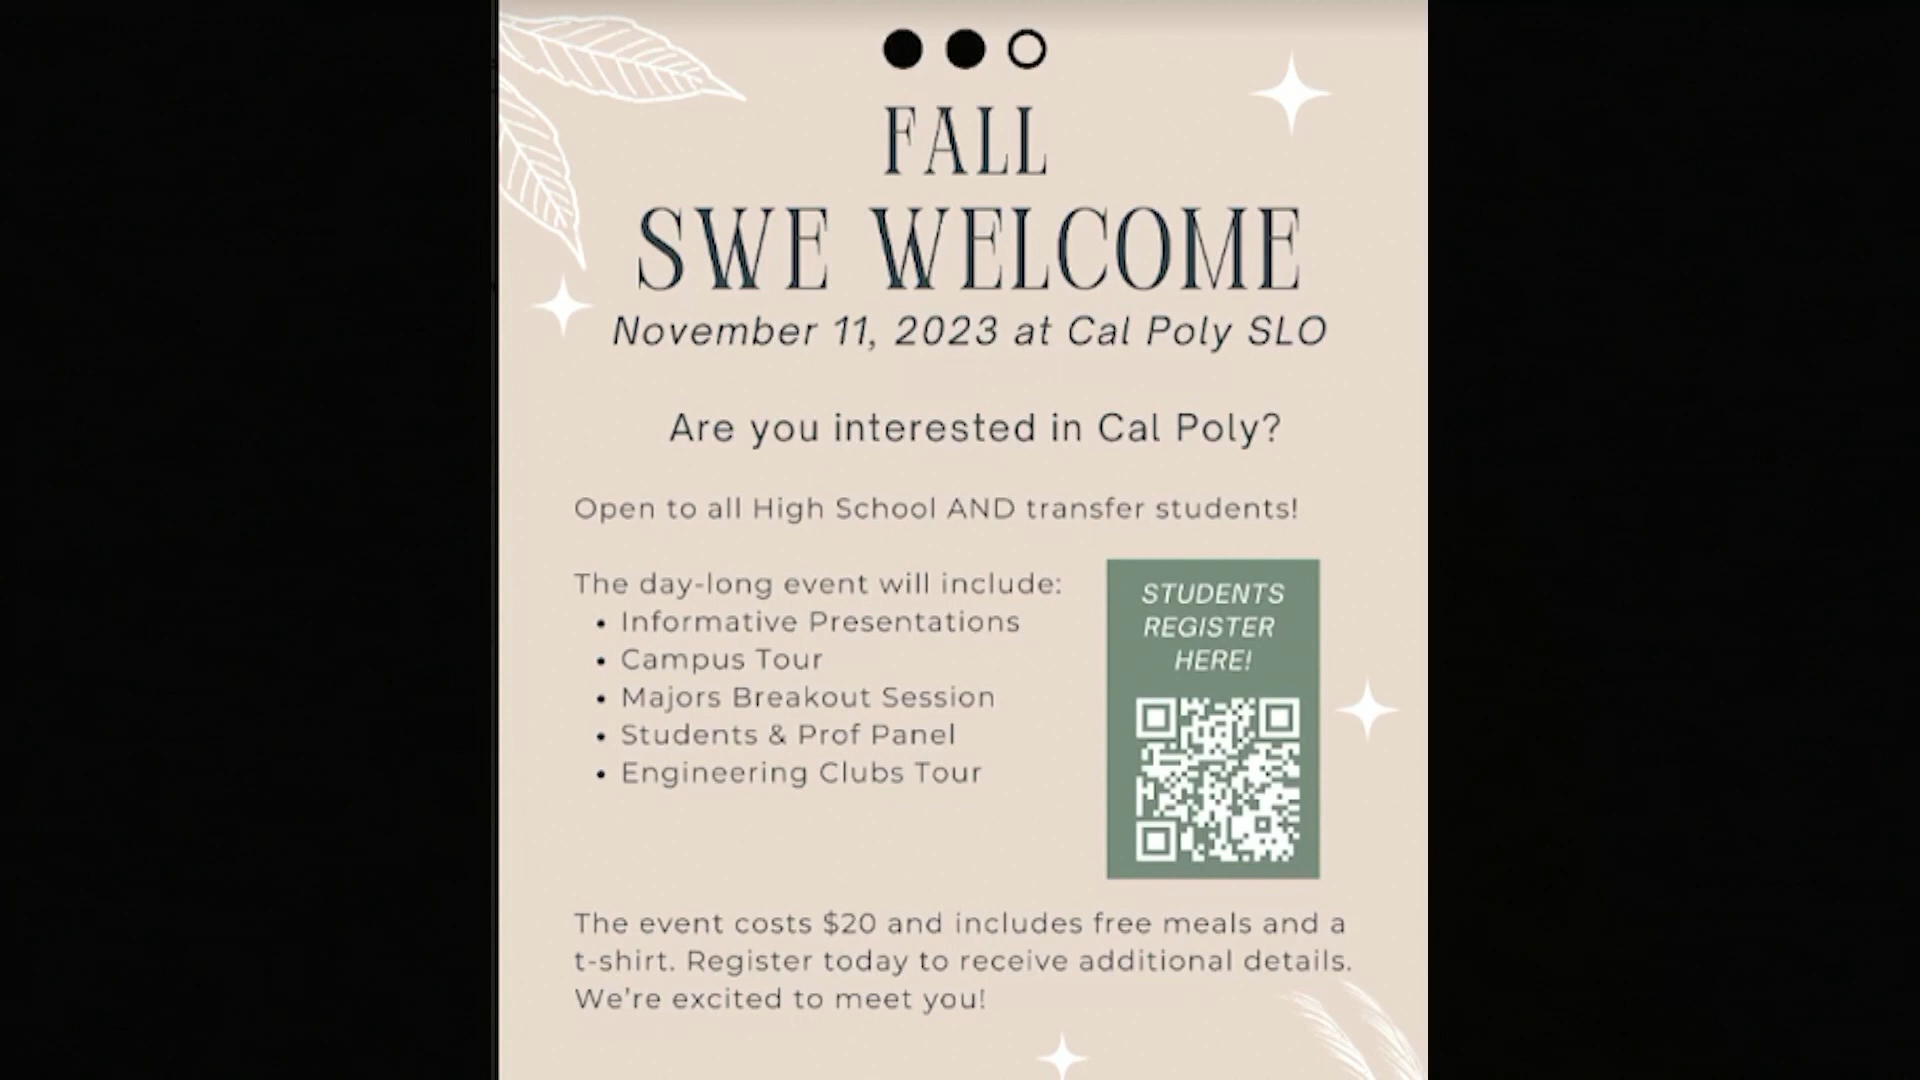 FALL
SWE WELCOME
November 11, 2023 at Cal Poly SLO
Are you interested in Cal Poly?
Open to all High School AND transfer students!
The day-long event will include:
• Informative Presentations
• Campus Tour
• Majors Breakout Session
• Students & Prof Panel
• Engineering Clubs Tour
STUDENTS
REGISTER
HERE!
The event costs $20 and includes free meals and a
t-shirt. Register today to receive additional details.
We're excited to meet you!